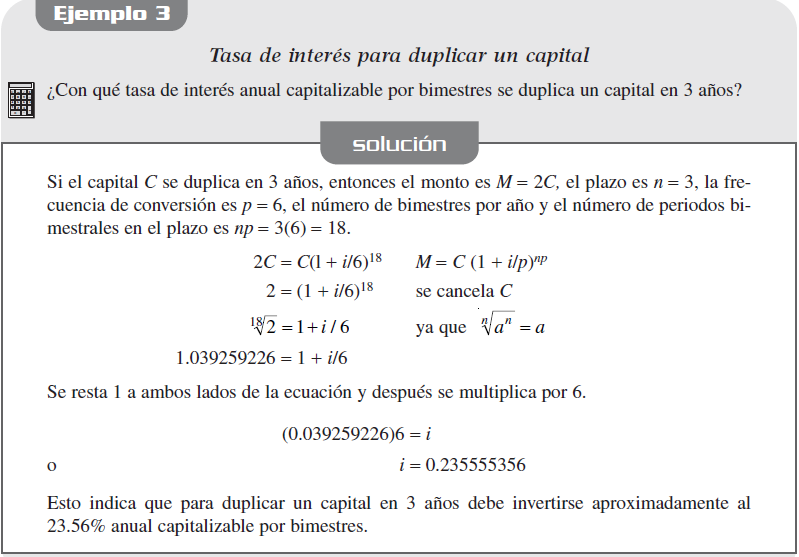 Ejemplo 3
Tasa de interés para duplicar un capital
¿Con qué tasa de interés anual capitalizable por bimestres se duplica un capital en 3 años?
solución
Si el capital C se duplica en 3 años, entonces el monto es M = 2C, el plazo es n = 3, la fre-
cuencia de conversión es p = 6, el número de bimestres por año y el número de periodos bi-
mestrales en el plazo es np = 3(6) = 18.
2C = C(1 + i/6)¹⁸ M = C (1 + i/p)ⁿᵖ
2 = (1 + i/6)¹⁸ se cancela C
¹⁸√2 = 1 + i / 6 ya que ⁿ√aⁿ = a
1.039259226 = 1 + i/6
Se resta 1 a ambos lados de la ecuación y después se multiplica por 6.
(0.039259226)6 = i
o i = 0.235555356
Esto indica que para duplicar un capital en 3 años debe invertirse aproximadamente al
23.56% anual capitalizable por bimestres.